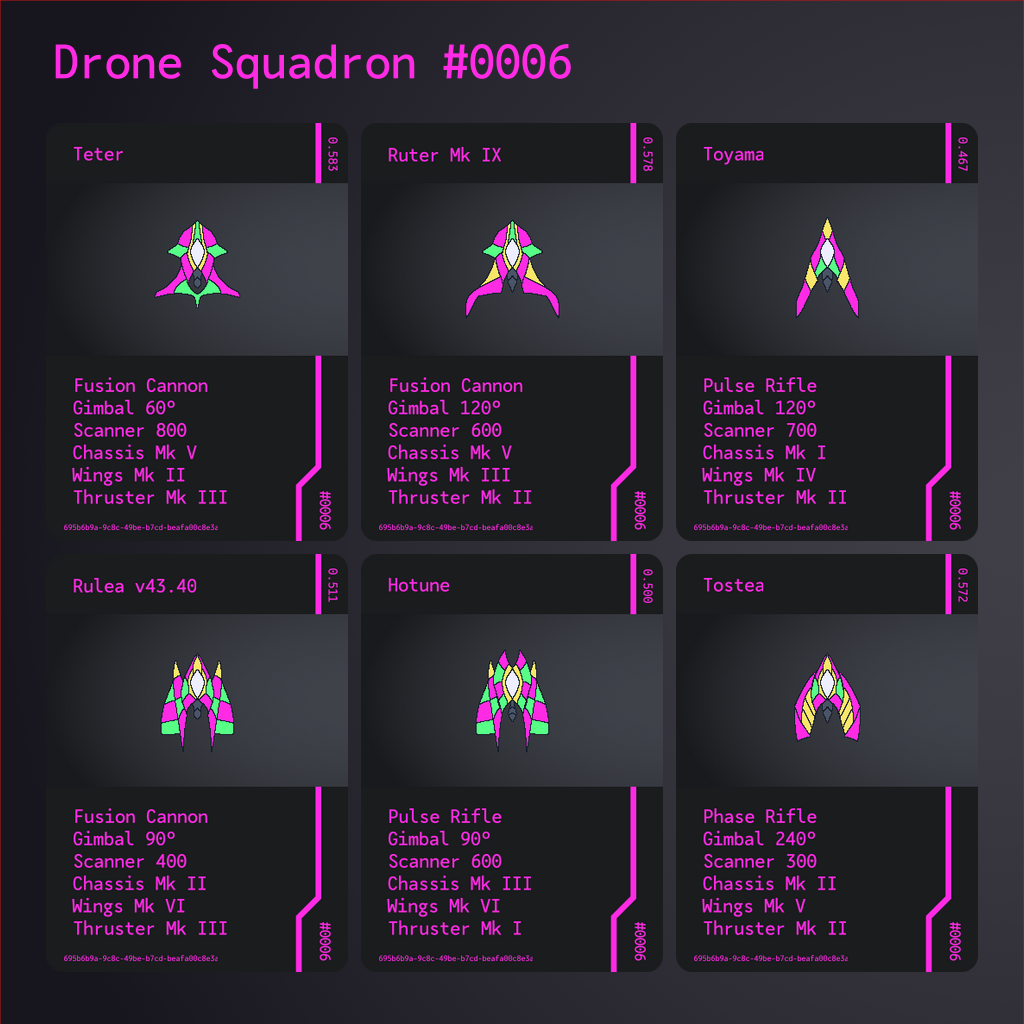 Drone Squadron #0006
Teter
0.583
Fusion Cannon
Gimbal 60º
Scanner 800
Chassis Mk V
Wings Mk II
Thruster Mk III
#0006
695b6b9a-9c8c-49be-b7cd-beafa00c8e3a
Ruter Mk IX
0.578
Fusion Cannon
Gimbal 120º
Scanner 600
Chassis Mk V
Wings Mk III
Thruster Mk II
#0006
695b6b9a-9c8c-49be-b7cd-beafa00c8e3a
Toyama
0.467
Pulse Rifle
Gimbal 120º
Scanner 700
Chassis Mk I
Wings Mk IV
Thruster Mk II
#0006
695b6b9a-9c8c-49be-b7cd-beafa00c8e3a
Rulea v43.40
0.511
Fusion Cannon
Gimbal 90º
Scanner 400
Chassis Mk II
Wings Mk VI
Thruster Mk III
#0006
695b6b9a-9c8c-49be-b7cd-beafa00c8e3a
Hotune
0.500
Pulse Rifle
Gimbal 90º
Scanner 600
Chassis Mk III
Wings Mk VI
Thruster Mk I
#0006
695b6b9a-9c8c-49be-b7cd-beafa00c8e3a
Tostea
0.572
Phase Rifle
Gimbal 240º
Scanner 300
Chassis Mk II
Wings Mk V
Thruster Mk II
#0006
695b6b9a-9c8c-49be-b7cd-beafa00c8e3a